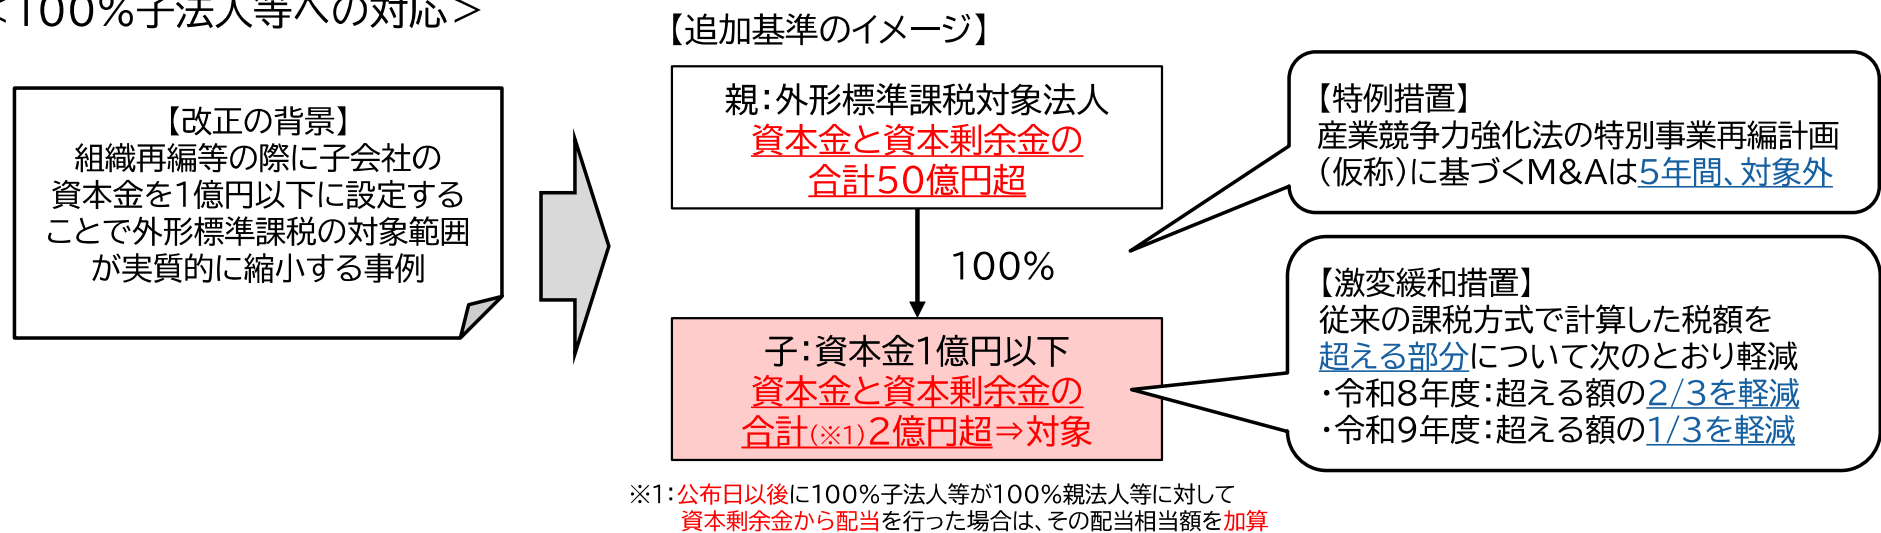 <100%子法人等への対応>
【改正の背景】
組織再編等の際に子会社の
資本金を1億円以下に設定する
ことで外形標準課税の対象範囲
が実質的に縮小する事例
【追加基準のイメージ】
親：外形標準課税対象法人
資本金と資本剰余金の
合計50億円超
100%
子：資本金1億円以下
資本金と資本剰余金の
合計(※1)2億円超⇒対象
※1：公布日以後に100%子法人等が100%親法人等に対して
資本剰余金から配当を行った場合は、その配当相当額を加算
【特例措置】
産業競争力強化法の特別事業再編計画
（仮称）に基づくM&Aは5年間、対象外
【激変緩和措置】
従来の課税方式で計算した税額を
超える部分について次のとおり軽減
・令和8年度：超える額の2/3を軽減
・令和9年度：超える額の1/3を軽減